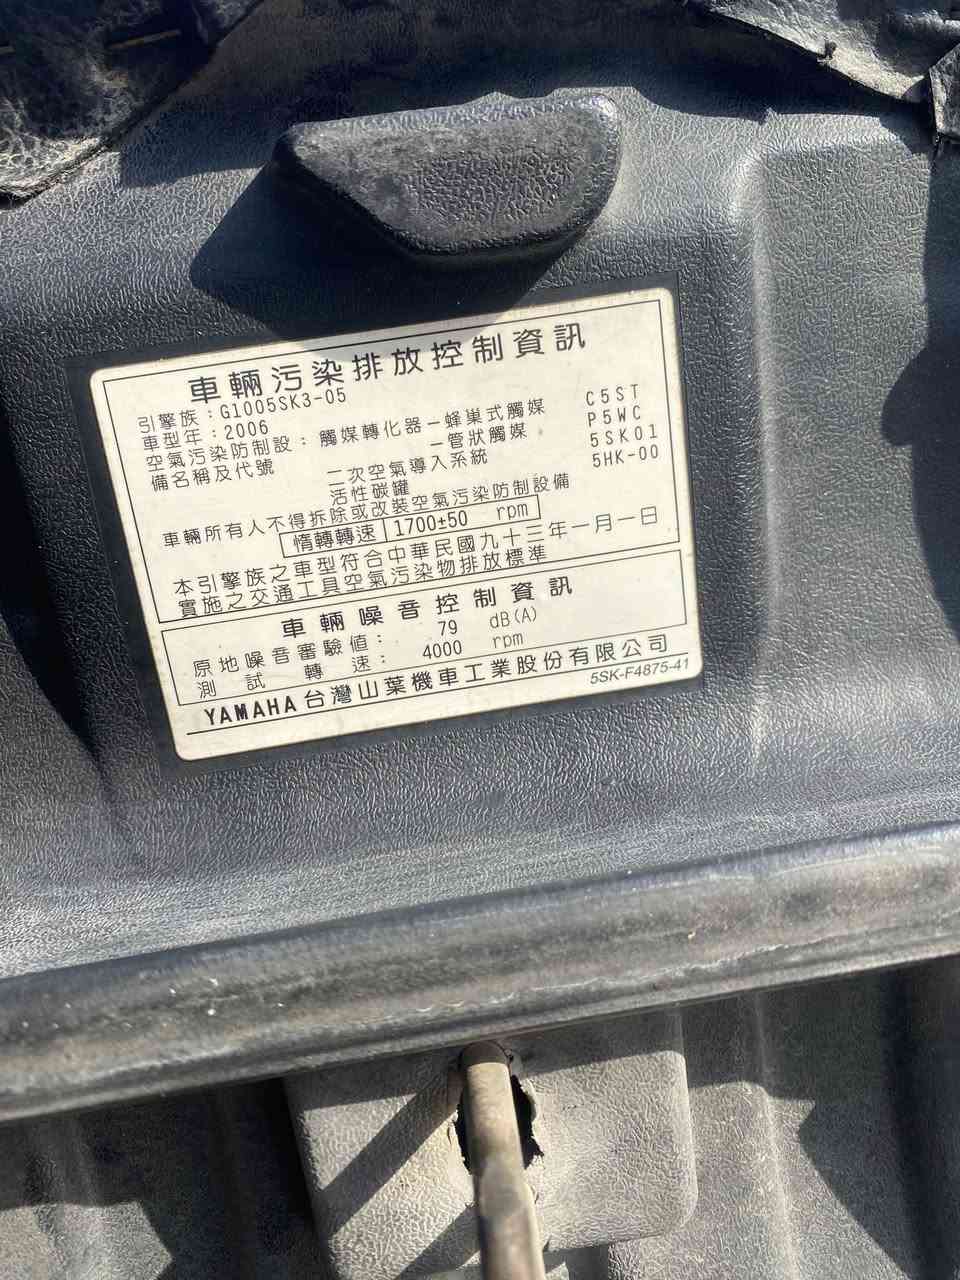 車輛污染排放控制資訊
引擎族：G1005SK3-05
車型年：2006
空氣污染防制設：觸媒轉化器－蜂巢式觸媒 C5ST
備名稱及代號 －管狀觸媒 P5WC
二次空氣導入系統 5SK01
活性碳罐 5HK-00
車輛所有人不得拆除或改裝空氣污染防制設備
惰轉轉速 1700±50 rpm
本引擎族之車型符合中華民國九十三年一月一日
實施之交通工具空氣污染物排放標準
車輛噪音控制資訊
原地噪音審驗值： 79 dB(A)
測試轉速： 4000 rpm
YAMAHA 台灣山葉機車工業股份有限公司
5SK-F4875-41